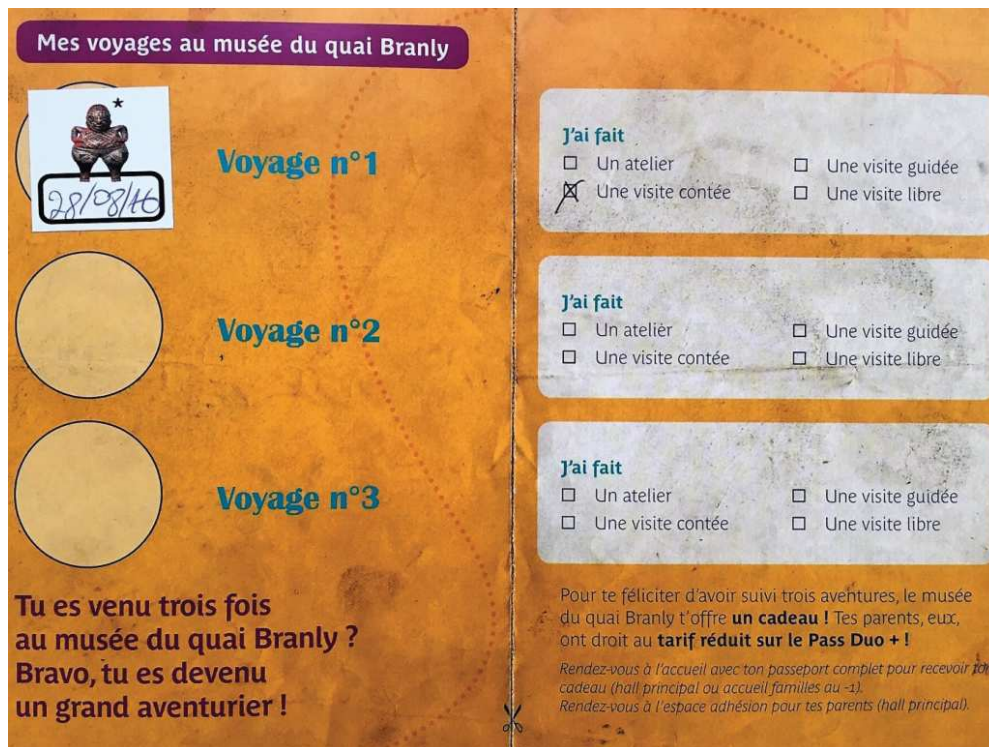 Mes voyages au musée du quai Branly
*
28/08/16
Voyage n°1
J'ai fait
Un atelier
Une visite guidée
Une visite contée
Une visite libre
Voyage n°2
J'ai fait
Un atelier
Une visite guidée
Une visite contée
Une visite libre
Voyage n°3
J'ai fait
Un atelier
Une visite guidée
Une visite contée
Une visite libre
Tu es venu trois fois
au musée du quai Branly ?
Bravo, tu es devenu
un grand aventurier !
Pour te féliciter d'avoir suivi trois aventures, le musée
du quai Branly t'offre un cadeau ! Tes parents, eux,
ont droit au tarif réduit sur le Pass Duo + !
Rendez-vous à l'accueil avec ton passeport complet pour recevoir
cadeau (hall principal ou accueil familles au -1).
Rendez-vous à l'espace adhésion pour tes parents (hall principal).